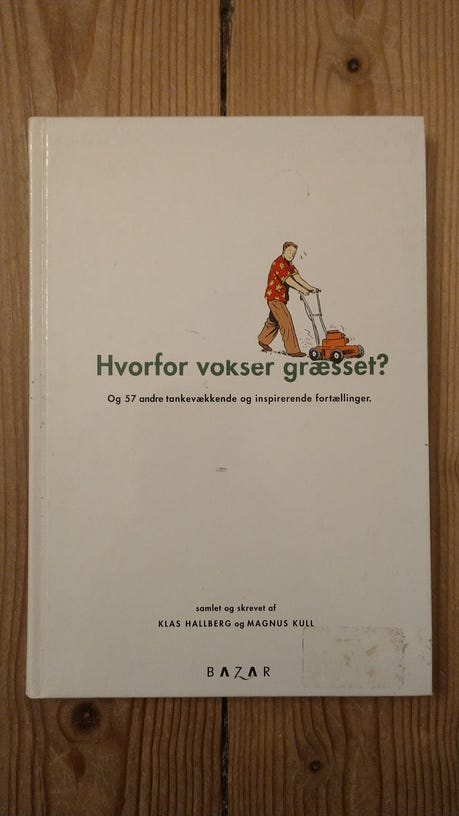 Hvorfor vokser græsset?
Og 57 andre tankevækkende og inspirerende fortællinger.
samlet og skrevet af
KLAS HALLBERG og MAGNUS KULL
BAZAR